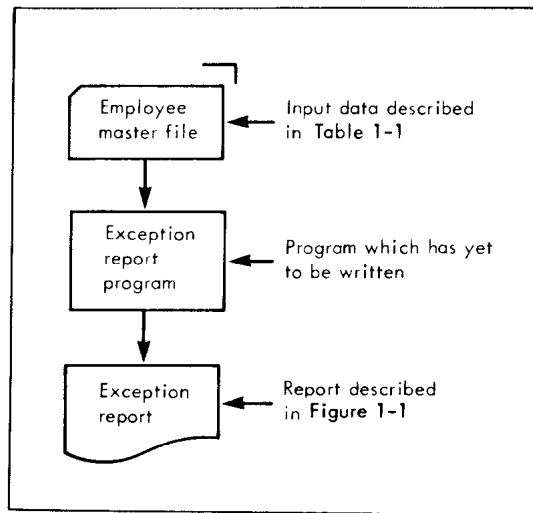 Employee
master file
Input data described
in Table 1-1
Exception
report
program
Program which has yet
to be written
Exception
report
Report described
in Figure 1-1